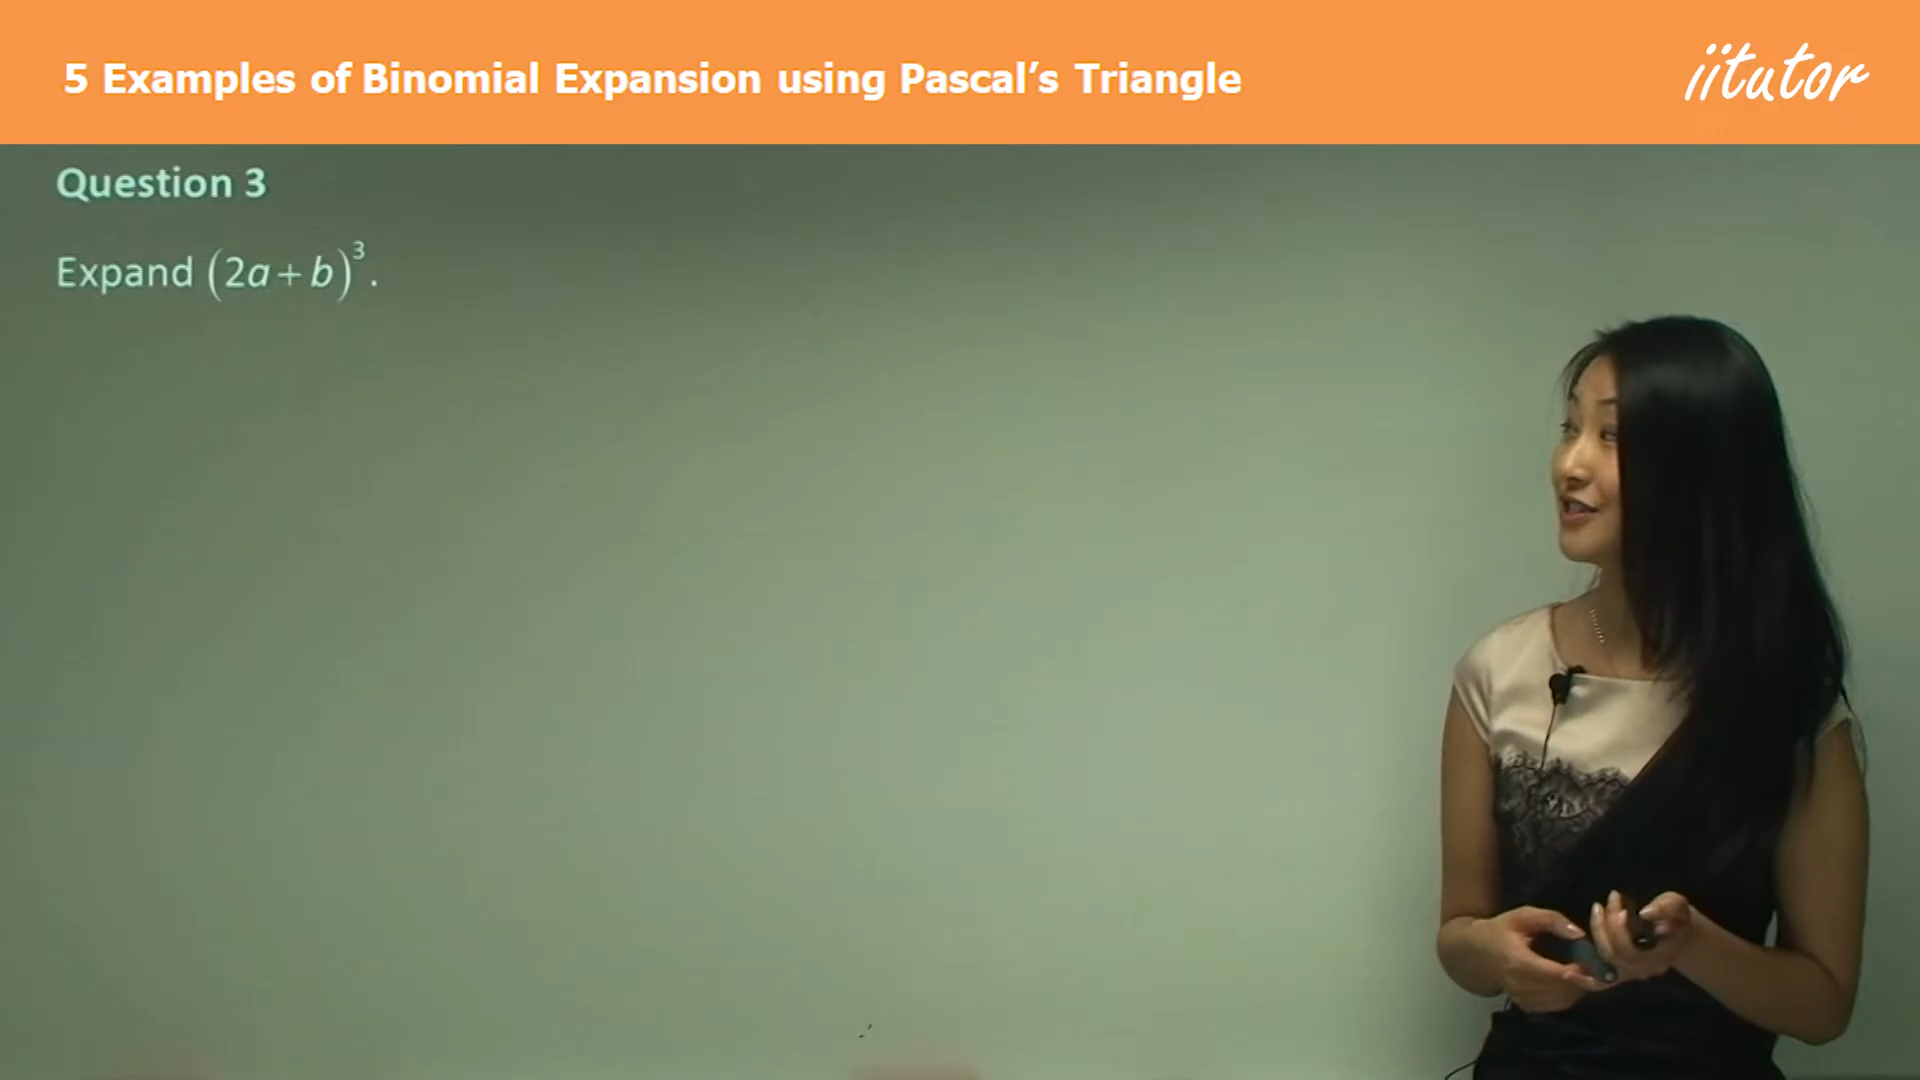 5 Examples of Binomial Expansion using Pascal’s Triangle
iitutor
Question 3
Expand (2a+b)³.